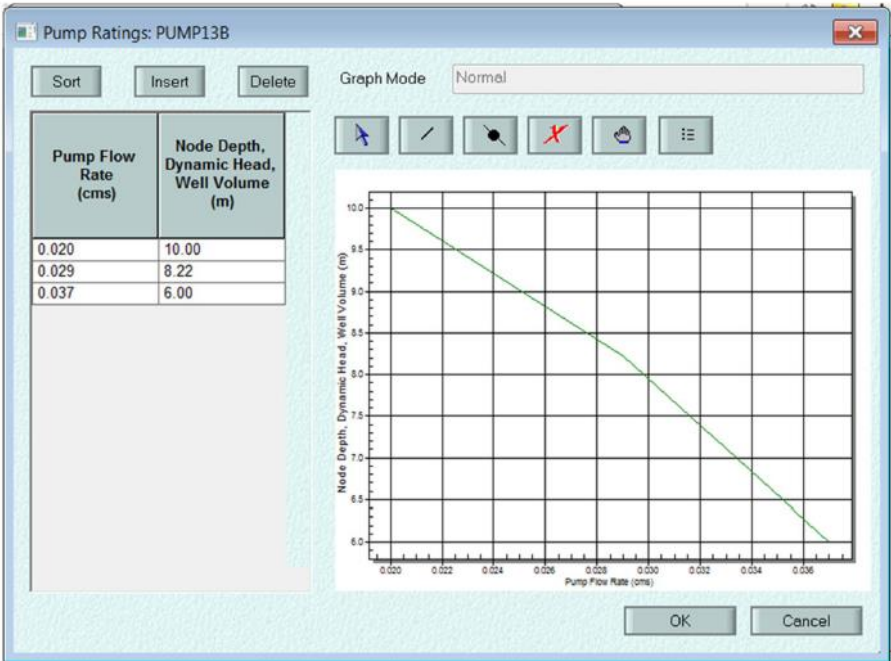 Pump Ratings: PUMP13B
Sort
Insert
Delete
Graph Mode
Normal
Pump Flow
Rate
(cms)
Node Depth,
Dynamic Head,
Well Volume
(m)
0.020 10.00
0.029 8.22
0.037 6.00
Node Depth, Dynamic Head, Well Volume (m)
10.0
9.5
9.0
8.5
8.0
7.5
7.0
6.5
6.0
0.020 0.022 0.024 0.026 0.028 0.030 0.032 0.034 0.036
Pump Flow Rate (cms)
OK
Cancel